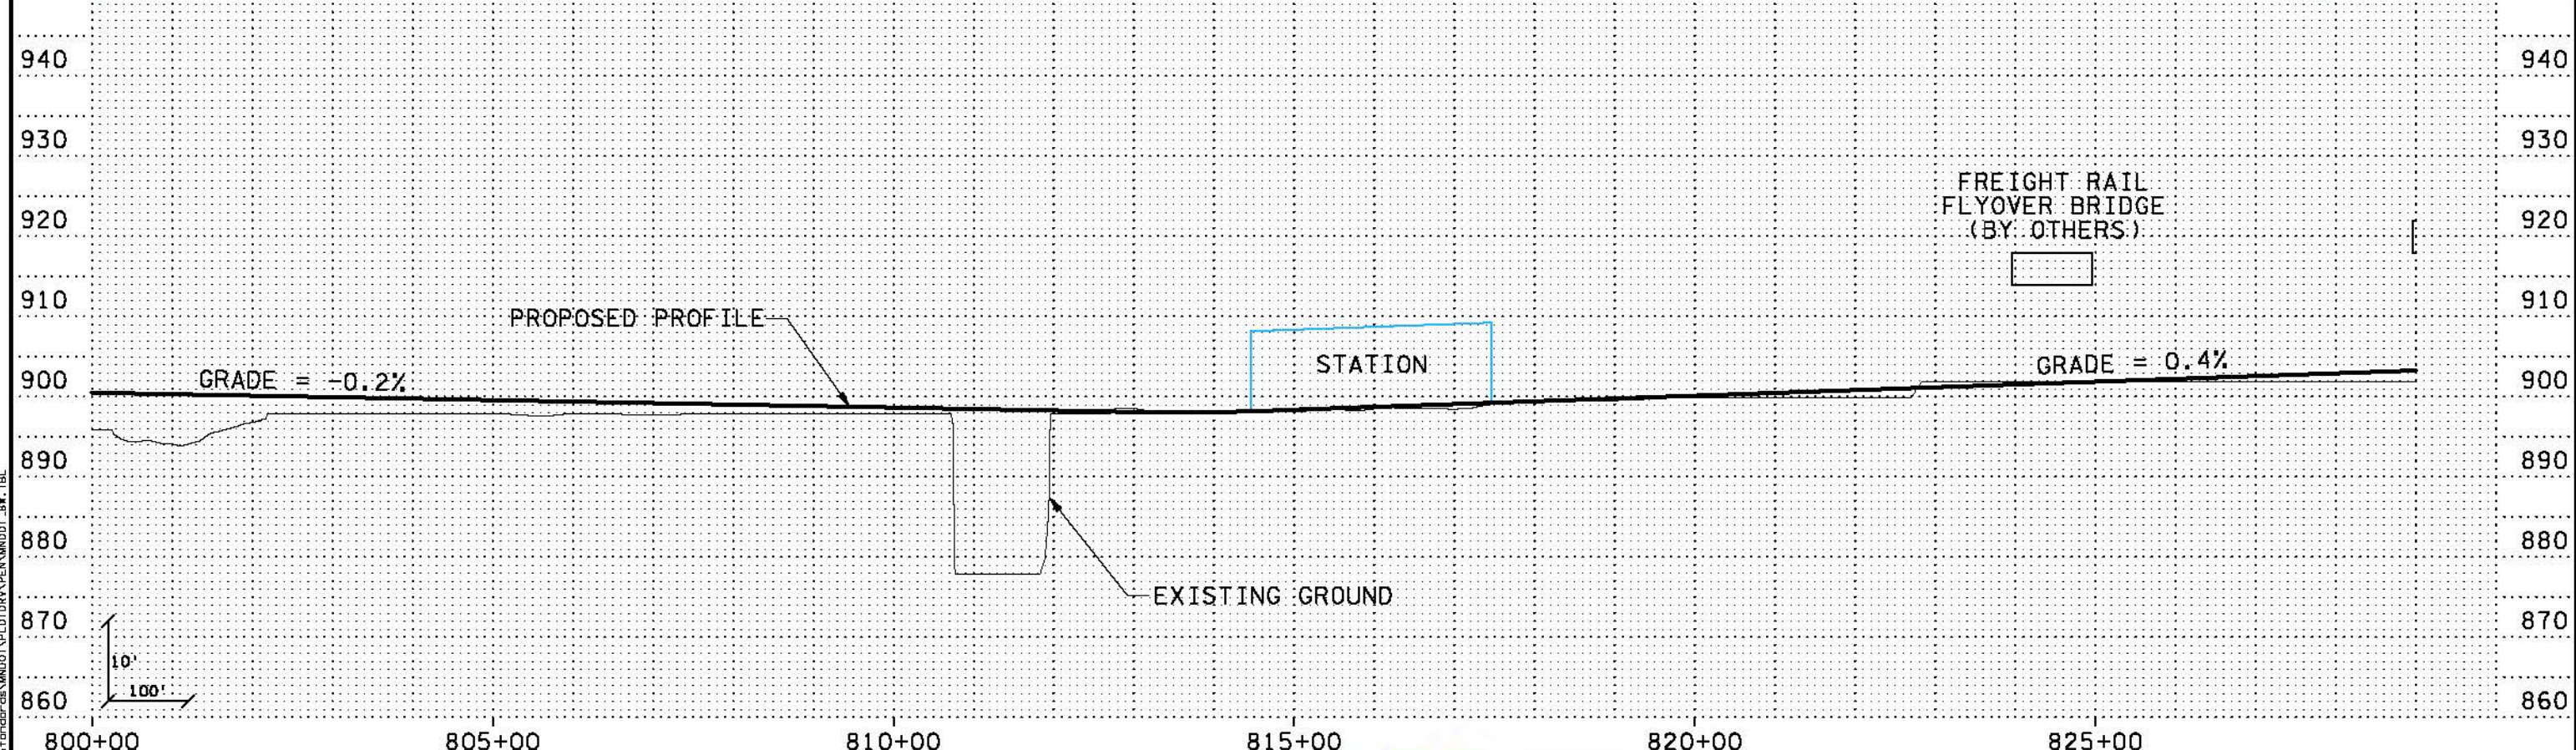 940 940
930 930
FREIGHT RAIL
FLYOVER BRIDGE
(BY OTHERS)
920 920
910 910
PROPOSED PROFILE
STATION
GRADE = 0.4%
900 900
GRADE = -0.2%
890 890
880 880
EXISTING GROUND
870 870
10'
100'
860 860
800+00 805+00 810+00 815+00 820+00 825+00